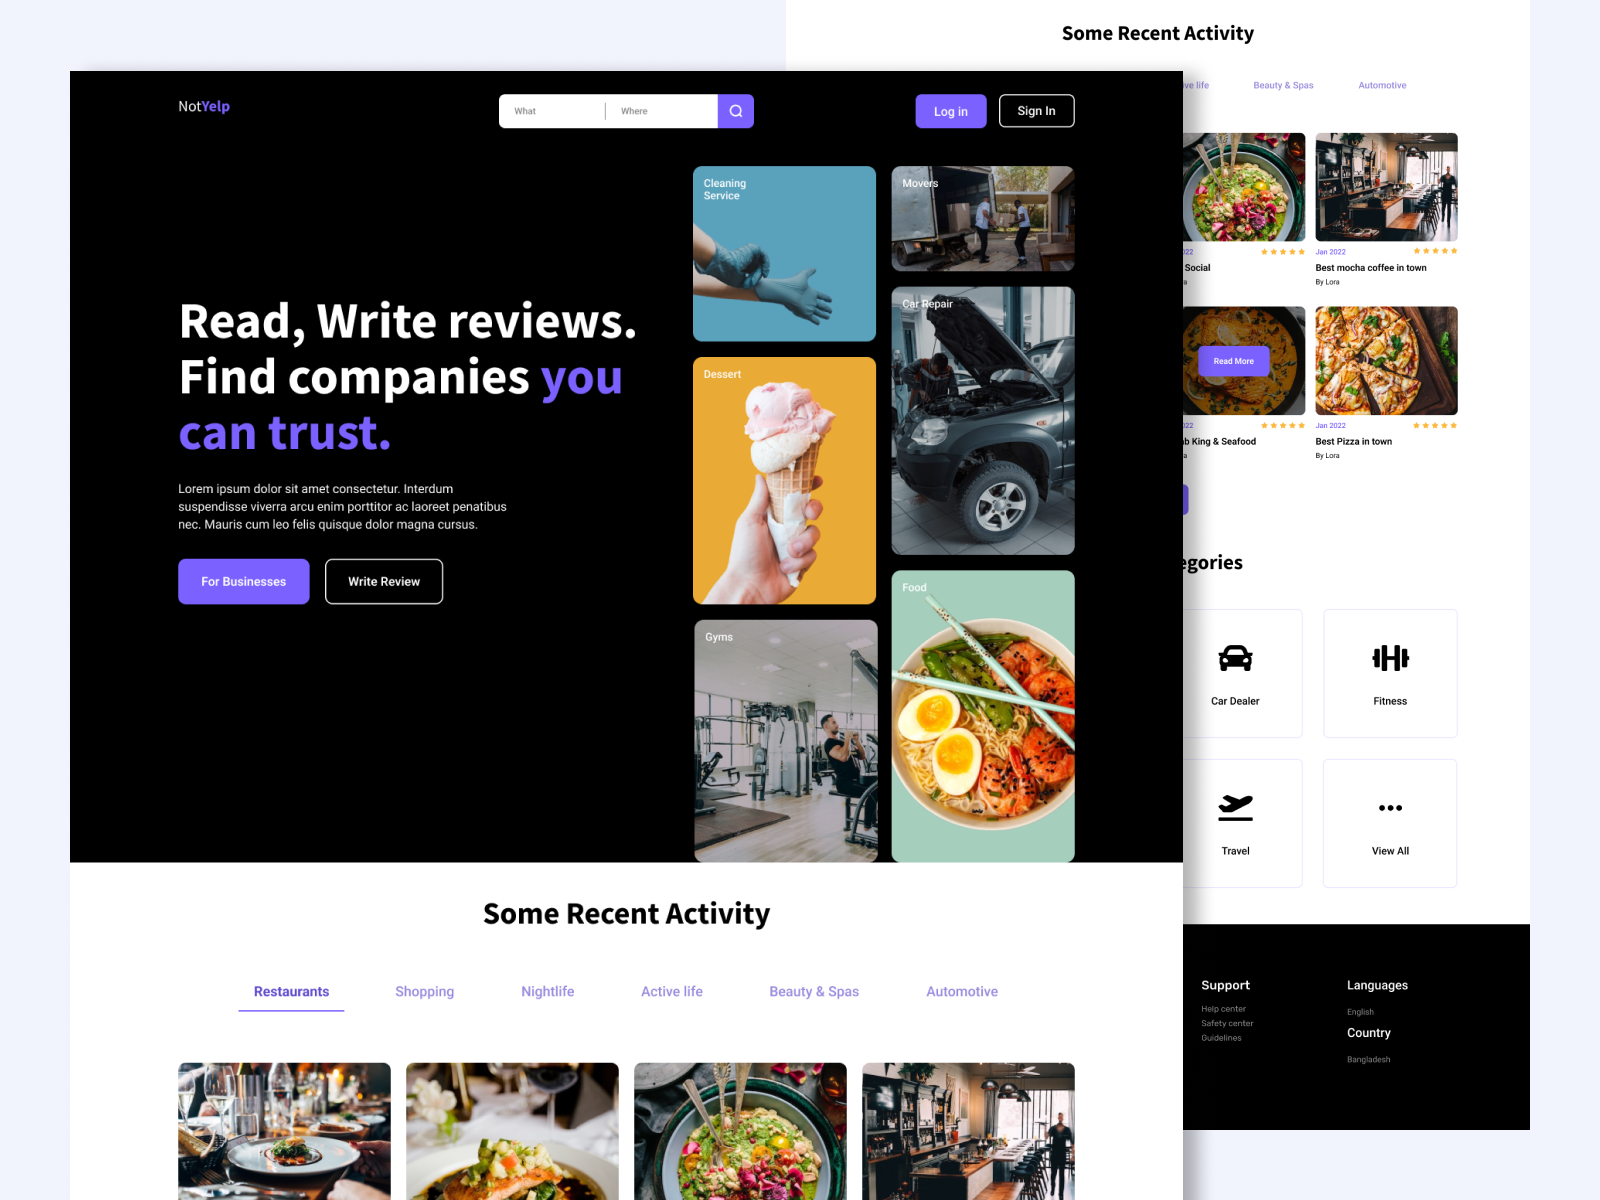 NotYelp
What
Where
Log in
Sign In
Read, Write reviews.
Find companies you
can trust.
Lorem ipsum dolor sit amet consectetur. Interdum
suspendisse viverra arcu enim porttitor ac laoreet penatibus
nec. Mauris cum leo felis quisque dolor magna cursus.
For Businesses
Write Review
Cleaning
Service
Movers
Car Repair
Dessert
Gyms
Food
Some Recent Activity
Restaurants
Shopping
Nightlife
Active life
Beauty & Spas
Automotive
Some Recent Activity
life
Beauty & Spas
Automotive
Social
Jan 2022
Best mocha coffee in town
By Lora
Read More
King & Seafood
Jan 2022
Best Pizza in town
By Lora
egories
Car Dealer
Fitness
Travel
View All
Support
Help center
Safety center
Guidelines
Languages
English
Country
Bangladesh